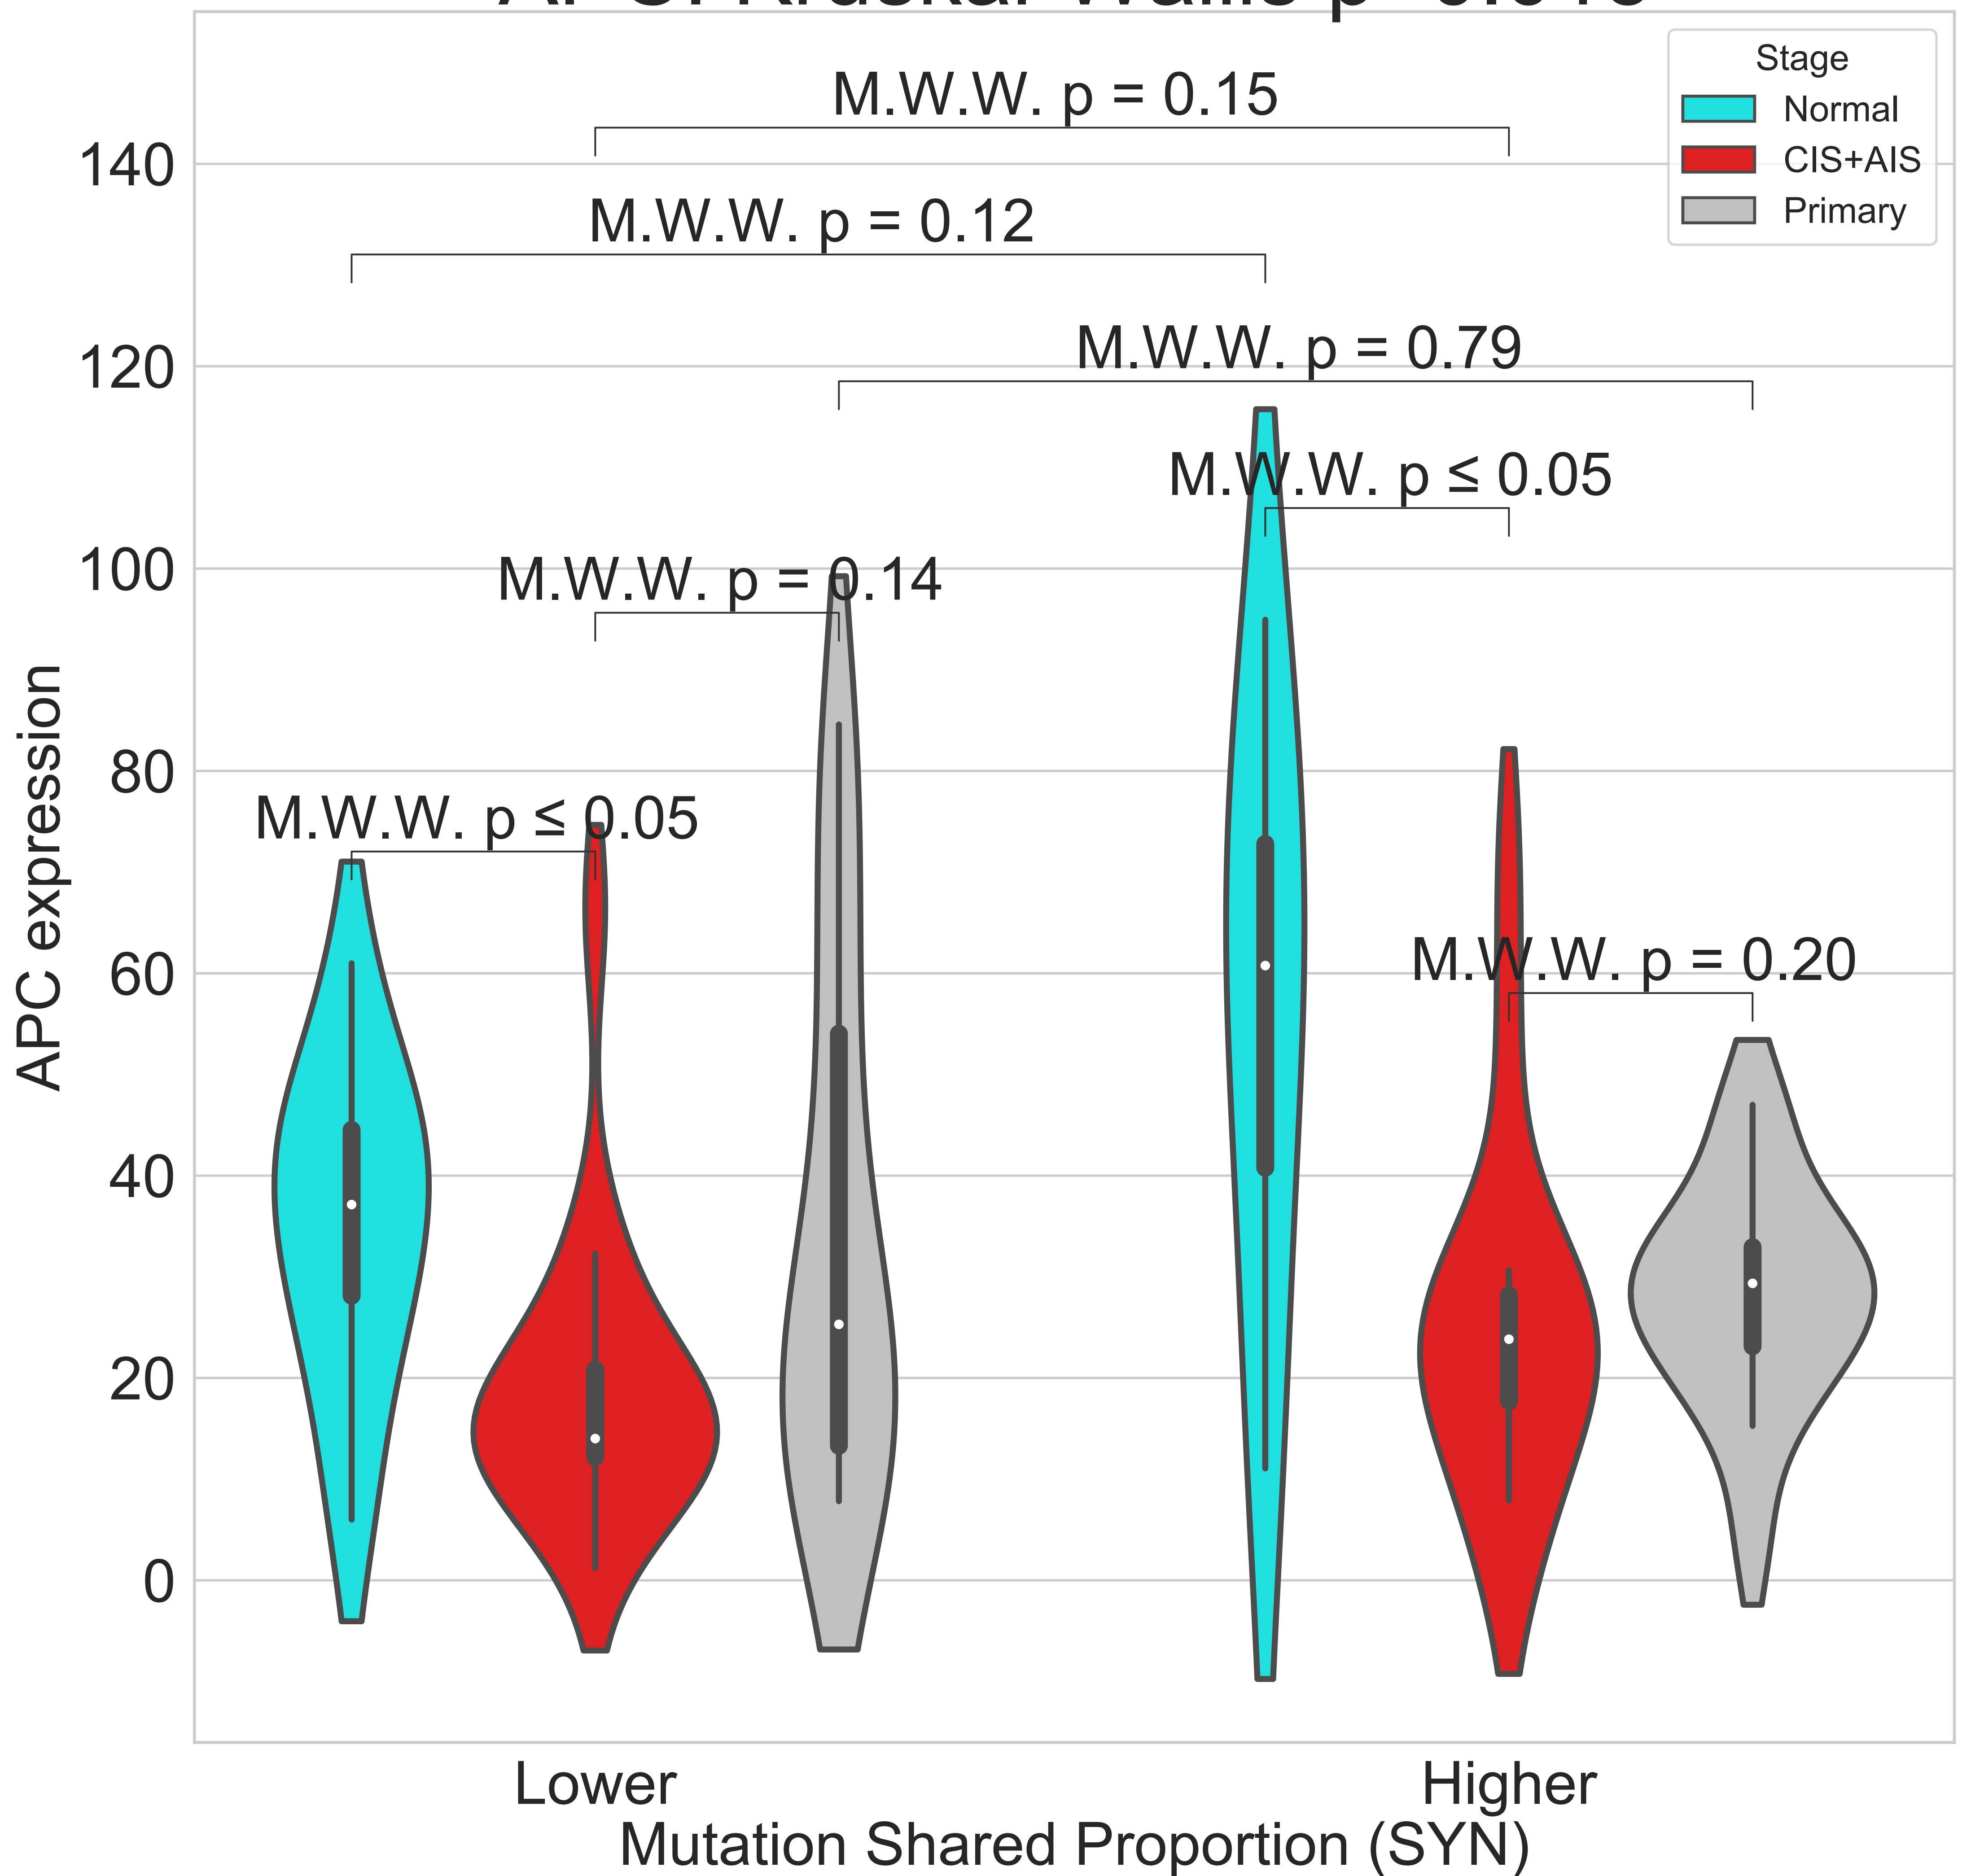 Stage
Normal
CIS+AIS
Primary
M.W.W. p = 0.15
M.W.W. p = 0.12
M.W.W. p = 0.79
M.W.W. p ≤ 0.05
M.W.W. p = 0.14
M.W.W. p ≤ 0.05
M.W.W. p = 0.20
140
120
100
80
60
40
20
0
APC expression
Lower
Higher
Mutation Shared Proportion (SYN)